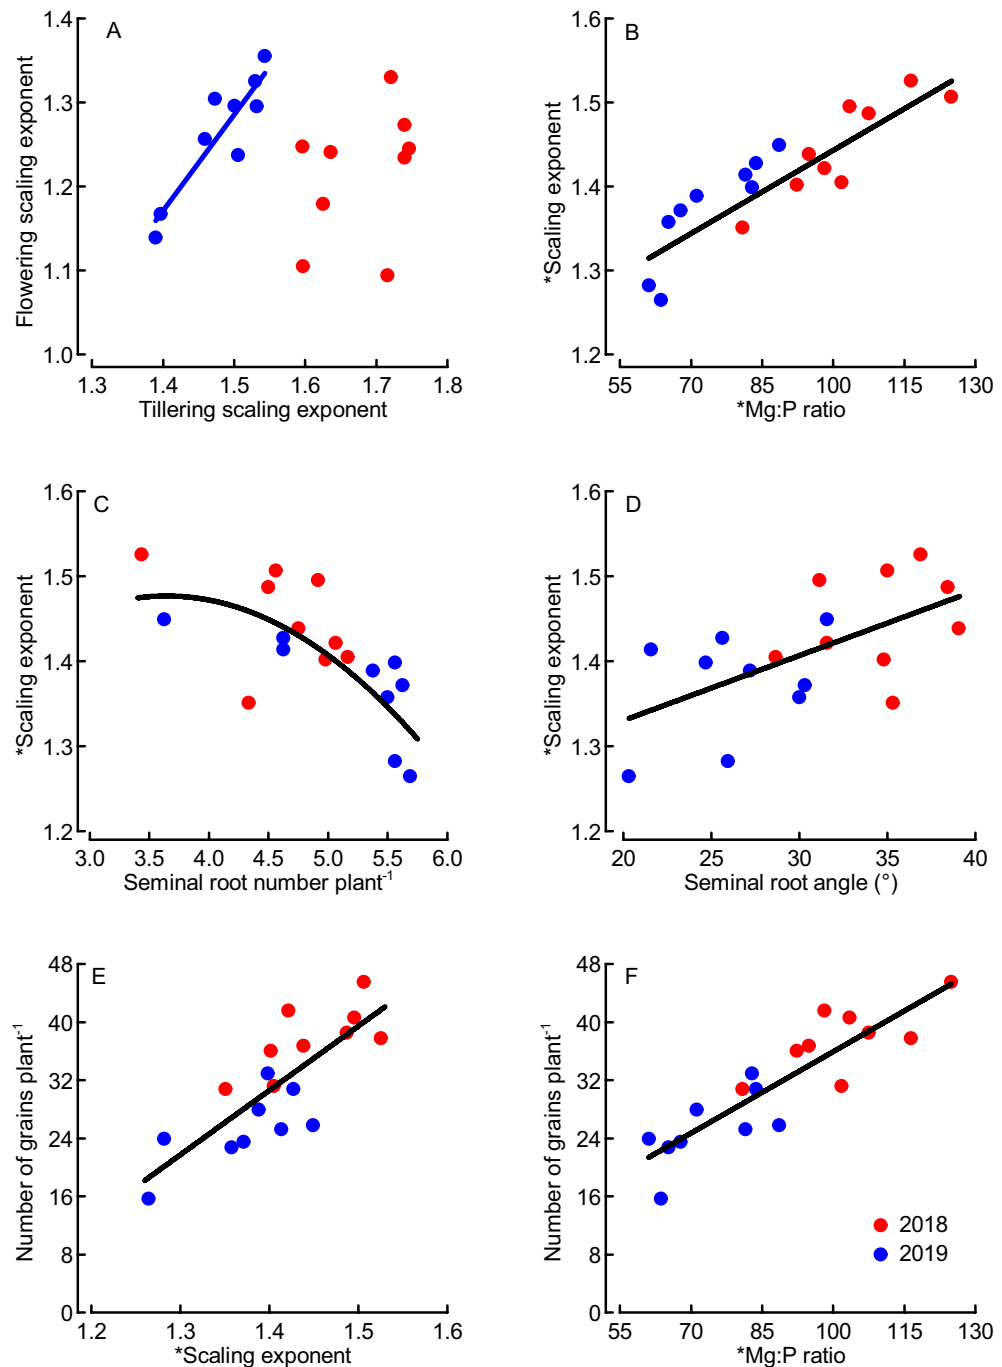 A
1.4
1.3
1.2
1.1
1.0
Flowering scaling exponent
1.3 1.4 1.5 1.6 1.7 1.8
Tillering scaling exponent
B
1.6
1.5
1.4
1.3
1.2
*Scaling exponent
55 70 85 100 115 130
*Mg:P ratio
C
1.6
1.5
1.4
1.3
1.2
*Scaling exponent
3.0 3.5 4.0 4.5 5.0 5.5 6.0
Seminal root number plant⁻¹
D
1.6
1.5
1.4
1.3
1.2
*Scaling exponent
20 25 30 35 40
Seminal root angle (°)
E
48
40
32
24
16
8
0
Number of grains plant⁻¹
1.2 1.3 1.4 1.5 1.6
*Scaling exponent
F
48
40
32
24
16
8
0
Number of grains plant⁻¹
2018
2019
55 70 85 100 115 130
*Mg:P ratio